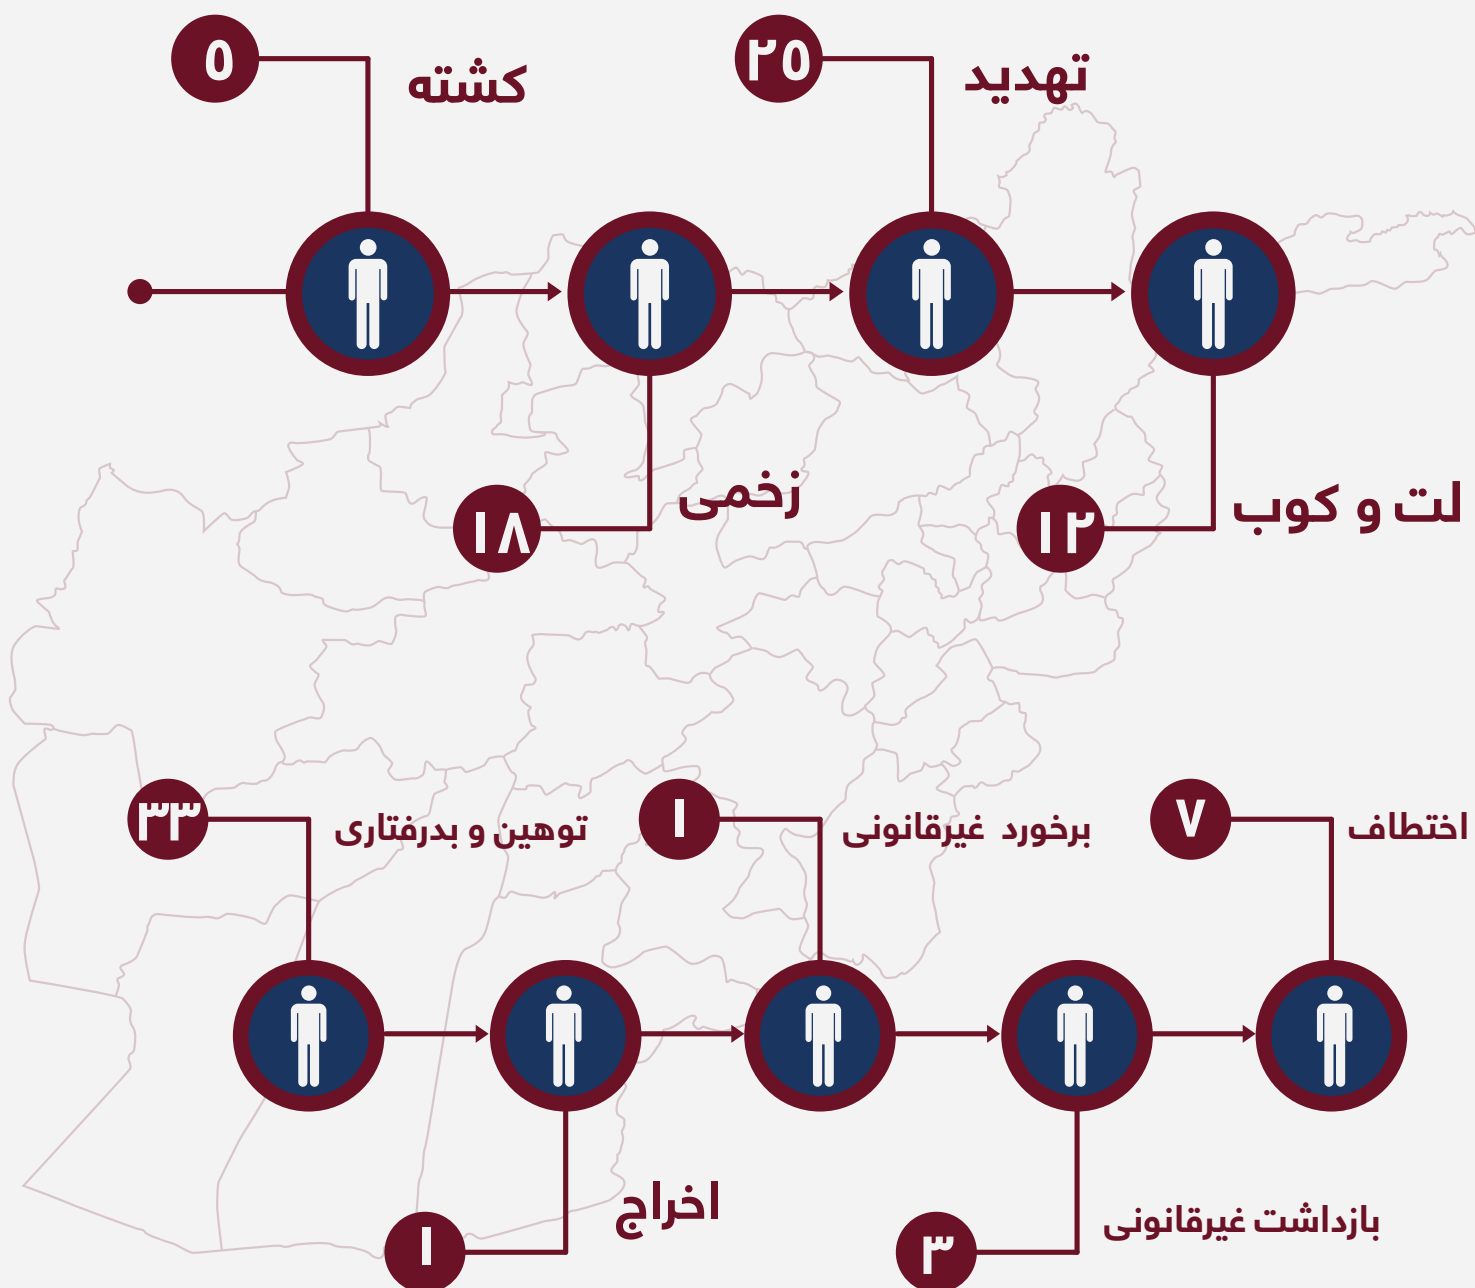 ۵
کشته
۲۵
تهدید
۱۸
زخمی
۱۲
لت و کوب
۳۳
توهین و بدرفتاری
۱
برخورد غیرقانونی
۷
اختطاف
۱
اخراج
۳
بازداشت غیرقانونی